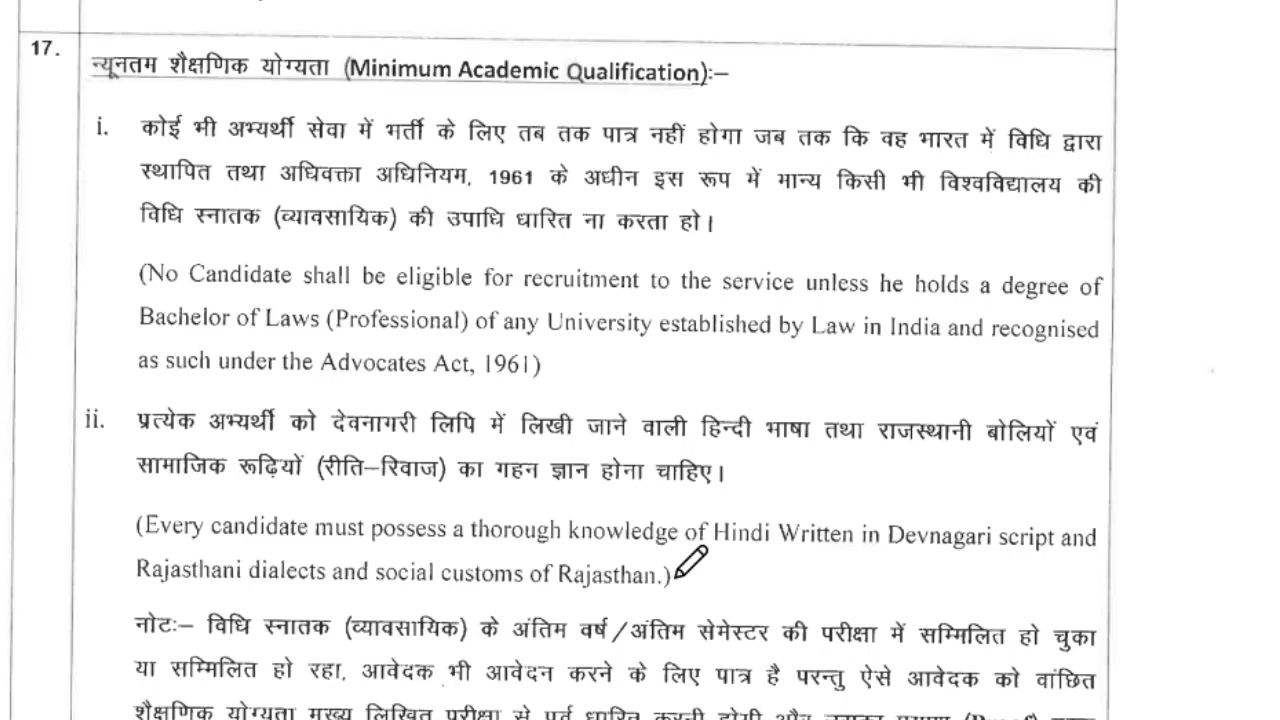 17.
न्यूनतम शैक्षणिक योग्यता (Minimum Academic Qualification):–
i. कोई भी अभ्यर्थी सेवा में भर्ती के लिए तब तक पात्र नहीं होगा जब तक कि वह भारत में विधि द्वारा
स्थापित तथा अधिवक्ता अधिनियम, 1961 के अधीन इस रूप में मान्य किसी भी विश्वविद्यालय की
विधि स्नातक (व्यावसायिक) की उपाधि धारित ना करता हो।
(No Candidate shall be eligible for recruitment to the service unless he holds a degree of
Bachelor of Laws (Professional) of any University established by Law in India and recognised
as such under the Advocates Act, 1961)
ii. प्रत्येक अभ्यर्थी को देवनागरी लिपि में लिखी जाने वाली हिन्दी भाषा तथा राजस्थानी बोलियों एवं
सामाजिक रूढ़ियों (रीति–रिवाज) का गहन ज्ञान होना चाहिए।
(Every candidate must possess a thorough knowledge of Hindi Written in Devnagari script and
Rajasthani dialects and social customs of Rajasthan.)
नोटः– विधि स्नातक (व्यावसायिक) के अंतिम वर्ष/अंतिम सेमेस्टर की परीक्षा में सम्मिलित हो चुका
या सम्मिलित हो रहा, आवेदक भी आवेदन करने के लिए पात्र है परन्तु ऐसे आवेदक को वांछित
शैक्षणिक योग्यता मुख्य लिखित परीक्षा से पूर्व धारित करनी होगी और